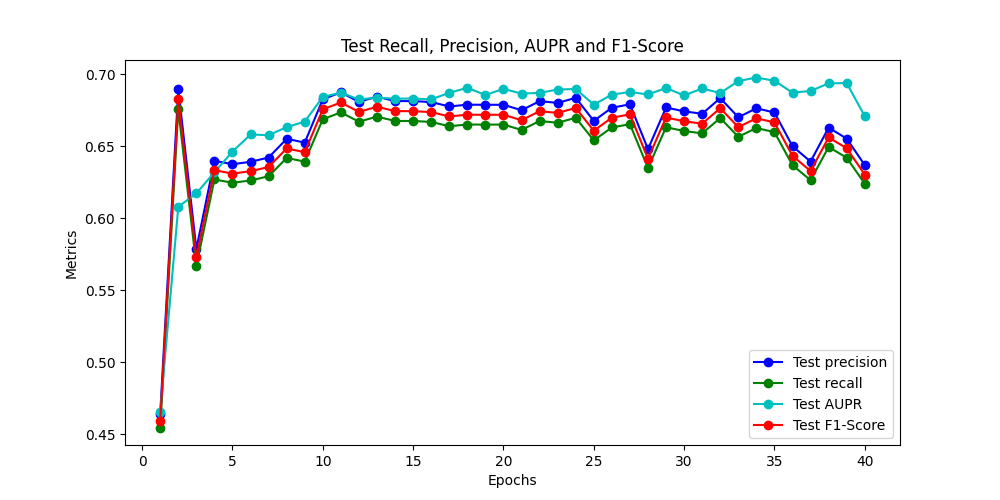 Test Recall, Precision, AUPR and F1-Score
0.70
0.65
0.60
0.55
0.50
0.45
Metrics
0 5 10 15 20 25 30 35 40
Epochs
Test precision
Test recall
Test AUPR
Test F1-Score